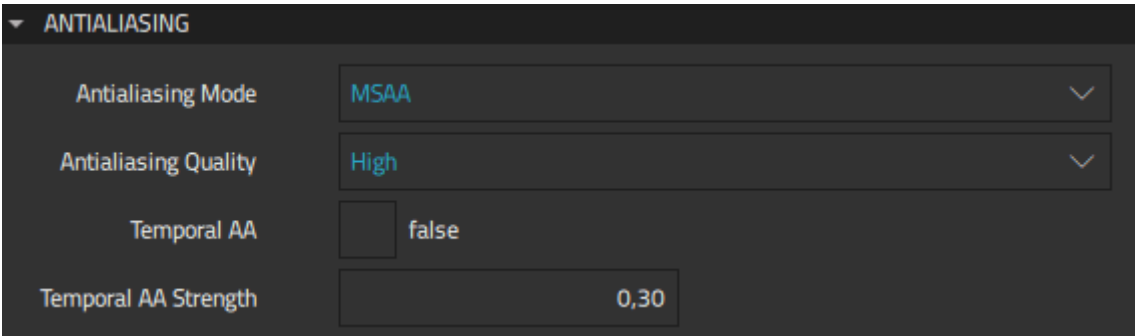 ANTIALIASING
Antialiasing Mode MSAA
Antialiasing Quality High
Temporal AA false
Temporal AA Strength 0,30